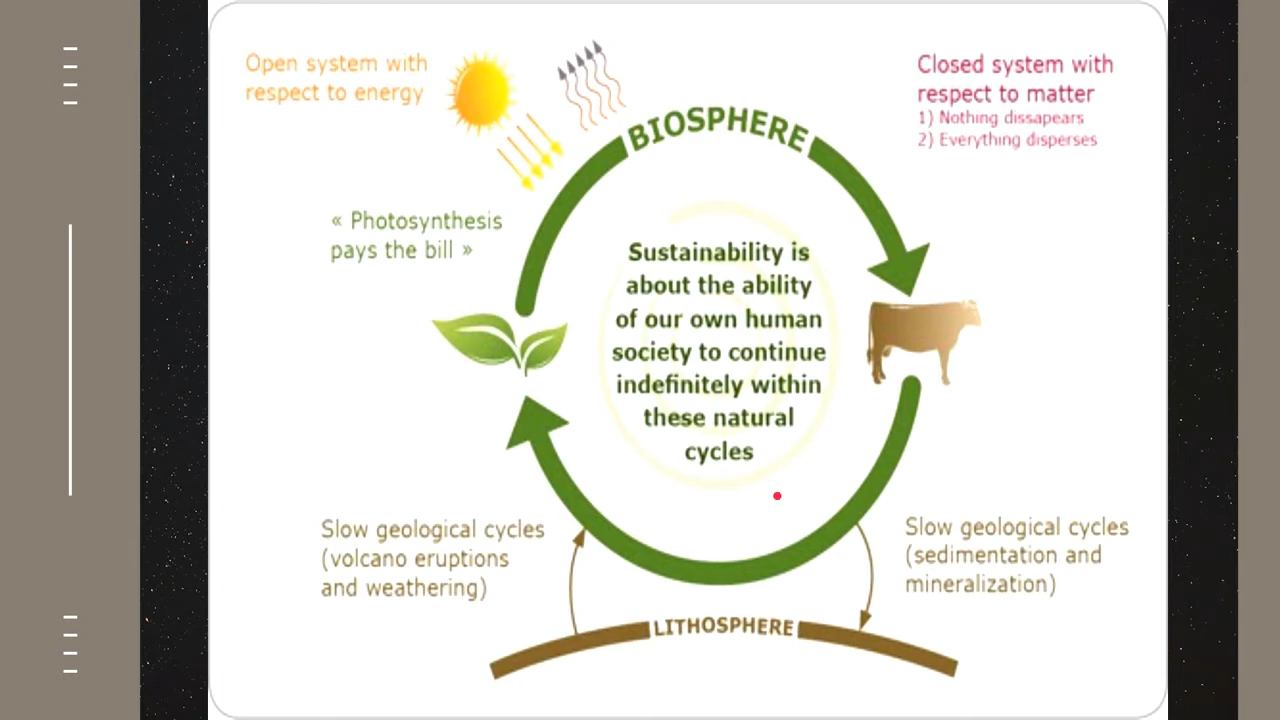 Open system with
respect to energy
Closed system with
respect to matter
1) Nothing dissapears
2) Everything disperses
BIOSPHERE
« Photosynthesis
pays the bill »
Sustainability is
about the ability
of our own human
society to continue
indefinitely within
these natural
cycles
Slow geological cycles
(volcano eruptions
and weathering)
Slow geological cycles
(sedimentation and
mineralization)
LITHOSPHERE